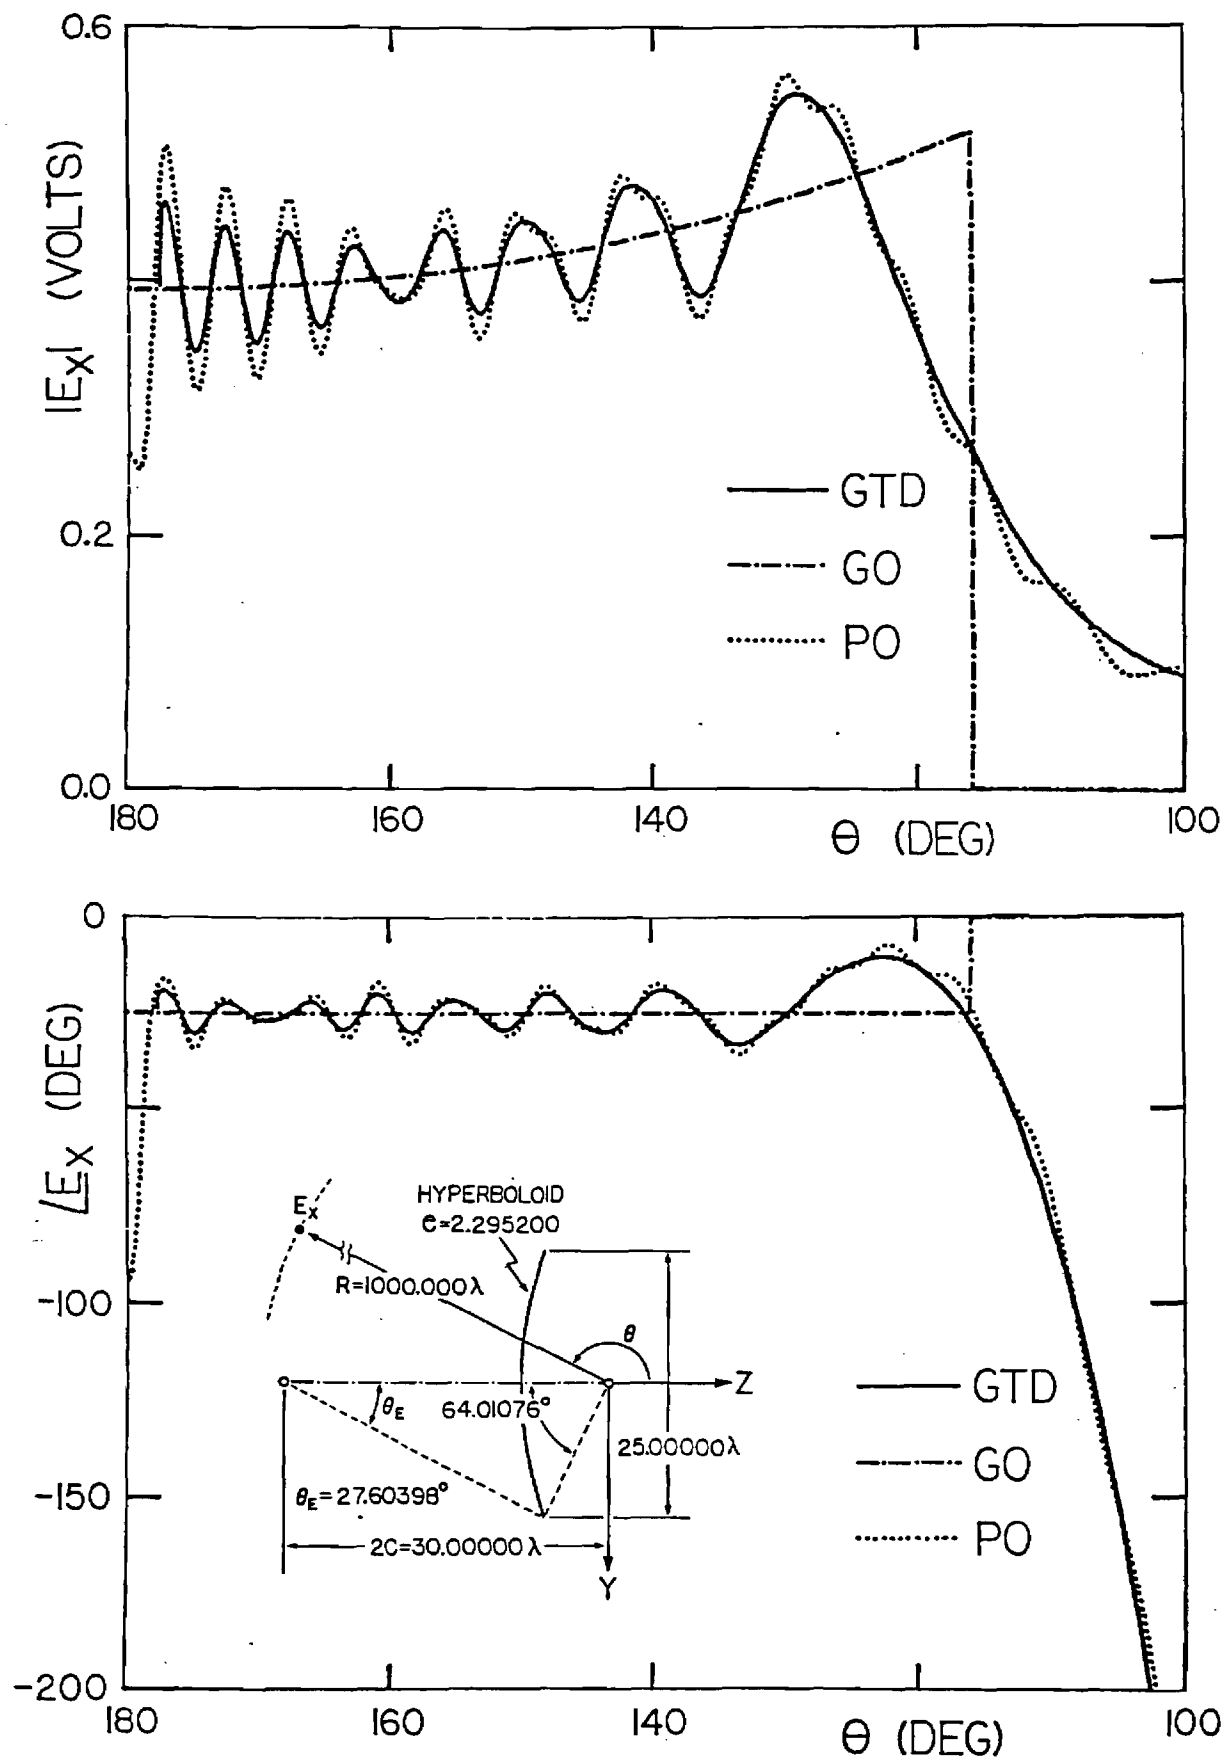 0.6
|Eₓ| (VOLTS)
GTD
0.2
GO
PO
0.0
180
160
140
100
Θ (DEG)
0
∠Eₓ (DEG)
HYPERBOLOID
e=2.295200
Eₓ
R=1000.000λ
θ
Z
-100
θ_E
64.01076°
25.00000λ
GTD
GO
-150
θ_E=27.60398°
2C=30.00000λ
PO
Y
-200
180
160
140
100
Θ (DEG)